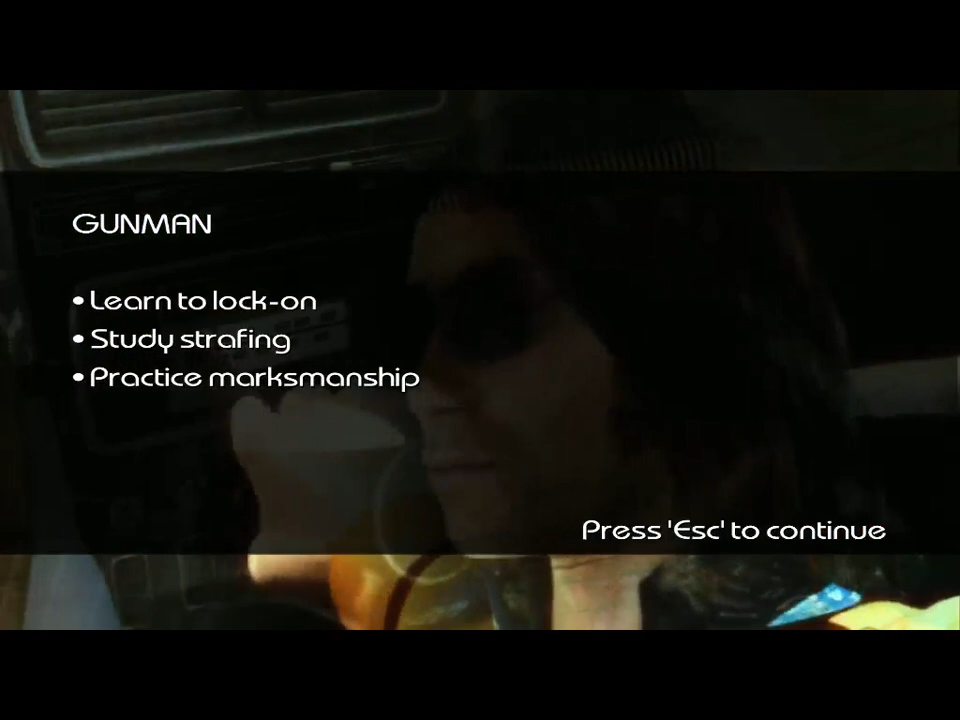 GUNMAN
• Learn to lock-on
• Study strafing
• Practice marksmanship
Press 'Esc' to continue